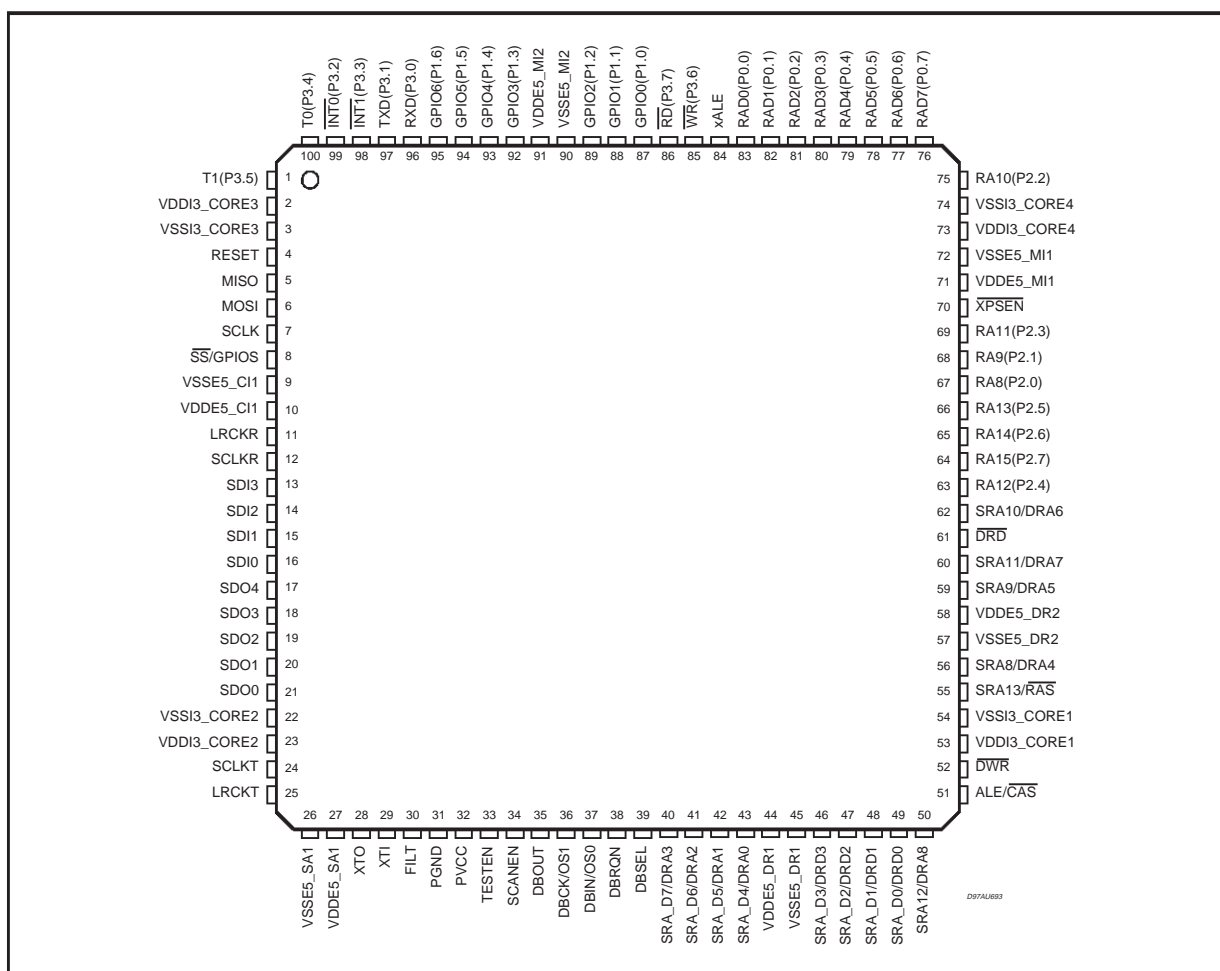 T0(P3.4)
INT0(P3.2)
INT1(P3.3)
TXD(P3.1)
RXD(P3.0)
GPIO6(P1.6)
GPIO5(P1.5)
GPIO4(P1.4)
GPIO3(P1.3)
VDDE5_MI2
VSSE5_MI2
GPIO2(P1.2)
GPIO1(P1.1)
GPIO0(P1.0)
RD(P3.7)
WR(P3.6)
xALE
RAD0(P0.0)
RAD1(P0.1)
RAD2(P0.2)
RAD3(P0.3)
RAD4(P0.4)
RAD5(P0.5)
RAD6(P0.6)
RAD7(P0.7)
100 99 98 97 96 95 94 93 92 91 90 89 88 87 86 85 84 83 82 81 80 79 78 77 76
T1(P3.5) 1 75 RA10(P2.2)
VDDI3_CORE3 2 74 VSSI3_CORE4
VSSI3_CORE3 3 73 VDDI3_CORE4
RESET 4 72 VSSE5_MI1
MISO 5 71 VDDE5_MI1
MOSI 6 70 XPSEN
SCLK 7 69 RA11(P2.3)
SS/GPIOS 8 68 RA9(P2.1)
VSSE5_CI1 9 67 RA8(P2.0)
VDDE5_CI1 10 66 RA13(P2.5)
LRCKR 11 65 RA14(P2.6)
SCLKR 12 64 RA15(P2.7)
SDI3 13 63 RA12(P2.4)
SDI2 14 62 SRA10/DRA6
SDI1 15 61 DRD
SDI0 16 60 SRA11/DRA7
SDO4 17 59 SRA9/DRA5
SDO3 18 58 VDDE5_DR2
SDO2 19 57 VSSE5_DR2
SDO1 20 56 SRA8/DRA4
SDO0 21 55 SRA13/RAS
VSSI3_CORE2 22 54 VSSI3_CORE1
VDDI3_CORE2 23 53 VDDI3_CORE1
SCLKT 24 52 DWR
LRCKT 25 51 ALE/CAS
26 27 28 29 30 31 32 33 34 35 36 37 38 39 40 41 42 43 44 45 46 47 48 49 50
VSSE5_SA1
VDDE5_SA1
XTO
XTI
FILT
PGND
PVCC
TESTEN
SCANEN
DBOUT
DBCK/OS1
DBIN/OS0
DBRQN
DBSEL
SRA_D7/DRA3
SRA_D6/DRA2
SRA_D5/DRA1
SRA_D4/DRA0
VDDE5_DR1
VSSE5_DR1
SRA_D3/DRD3
SRA_D2/DRD2
SRA_D1/DRD1
SRA_D0/DRD0
SRA12/DRA8
D97AU693